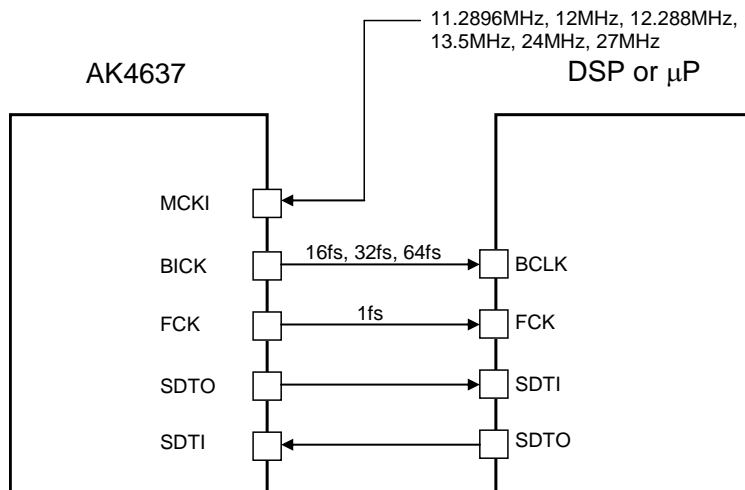 11.2896MHz, 12MHz, 12.288MHz,
13.5MHz, 24MHz, 27MHz
AK4637
DSP or μP
MCKI
BICK
16fs, 32fs, 64fs
BCLK
FCK
1fs
FCK
SDTO
SDTI
SDTI
SDTO